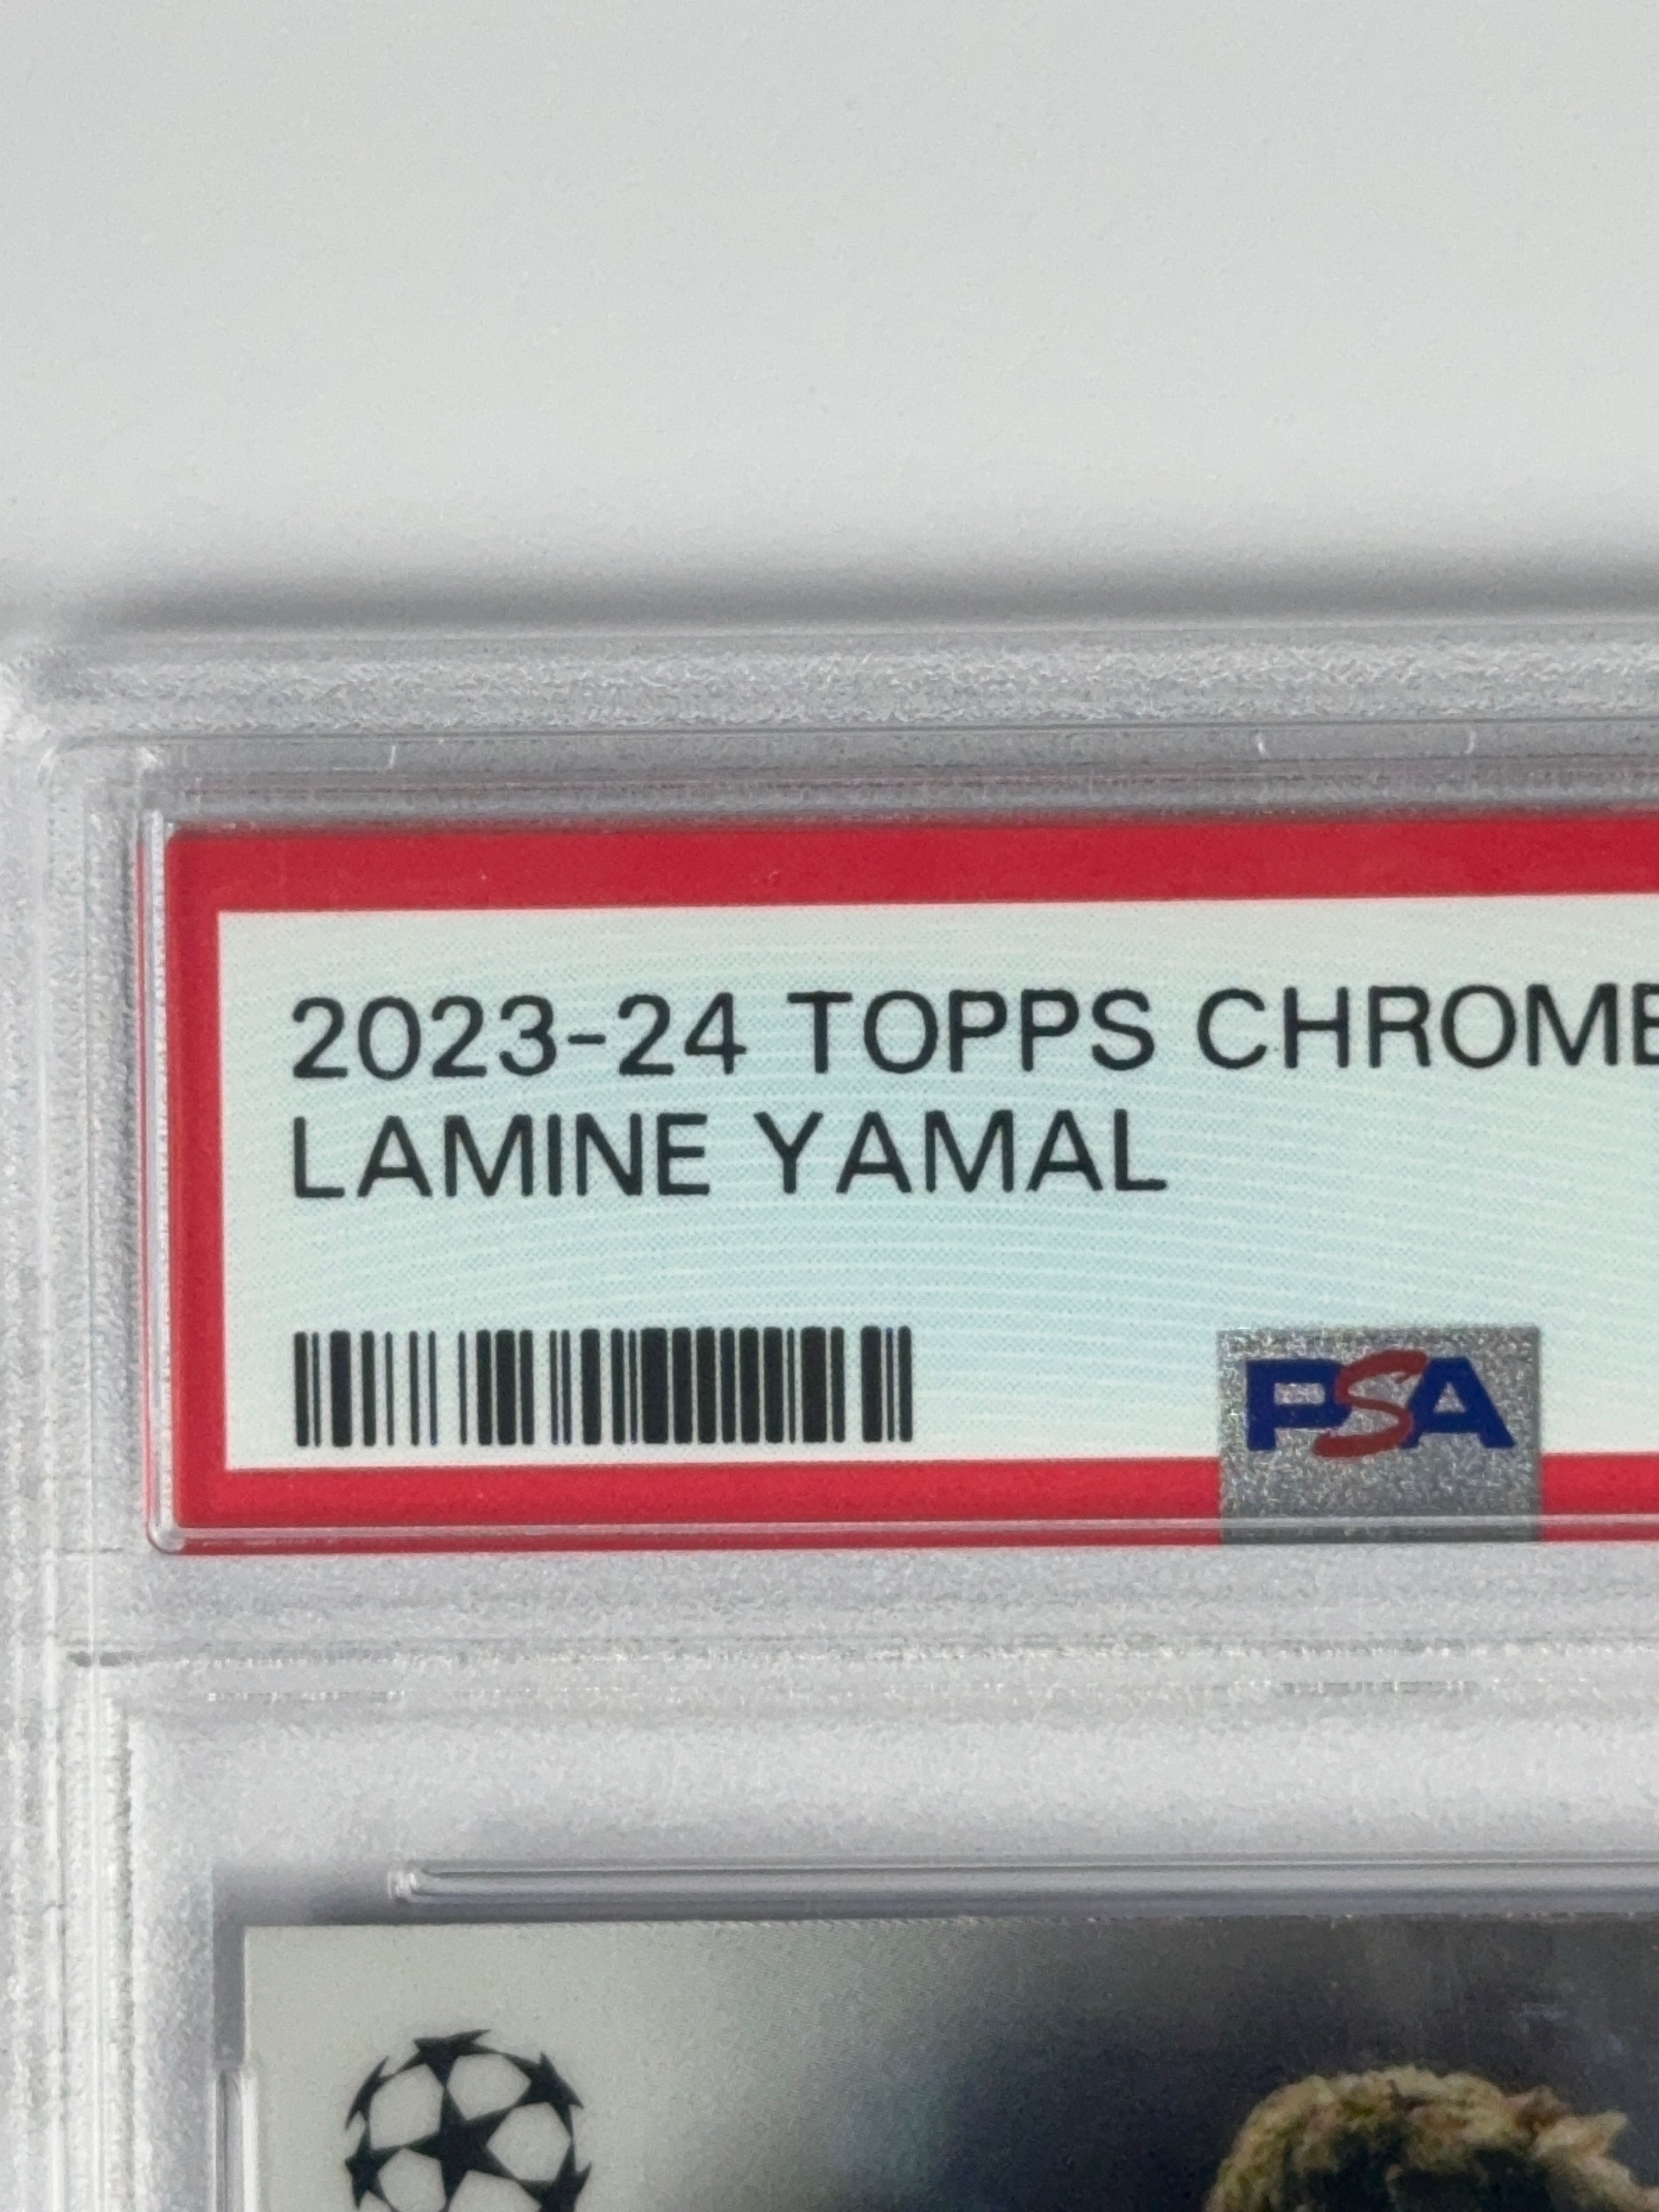 2023-24 TOPPS CHROME
LAMINE YAMAL
PSA